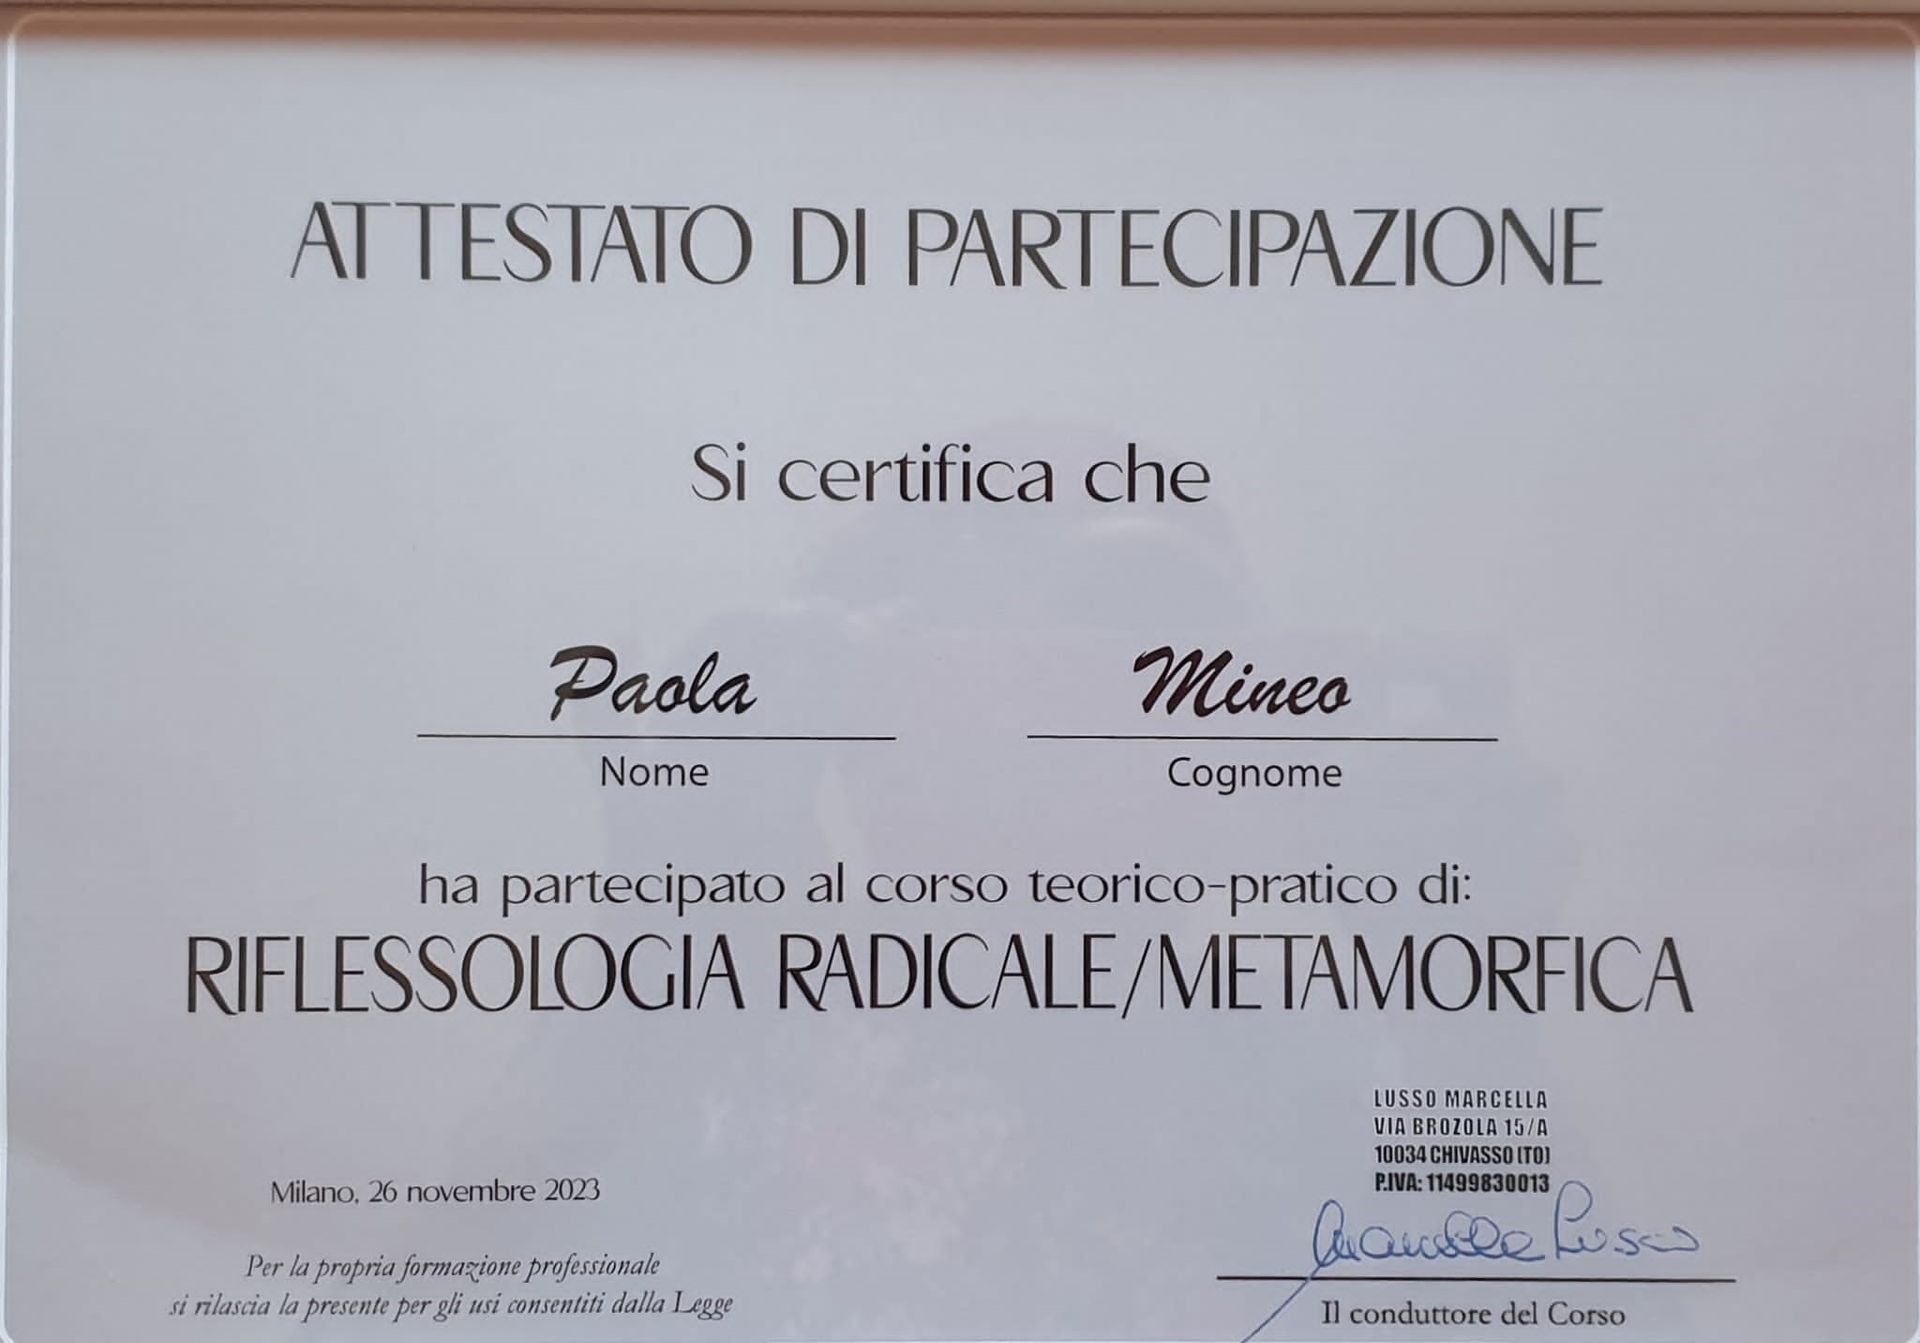 ATTESTATO DI PARTECIPAZIONE
Si certifica che
Paola Mineo
Nome Cognome
ha partecipato al corso teorico-pratico di:
RIFLESSOLOGIA RADICALE/METAMORFICA
LUSSO MARCELLA
VIA BROZOLA 15/A
10034 CHIVASSO (TO)
P.IVA: 11499830013
Milano, 26 novembre 2023
Marcella Lusso
Per la propria formazione professionale
si rilascia la presente per gli usi consentiti dalla Legge
Il conduttore del Corso